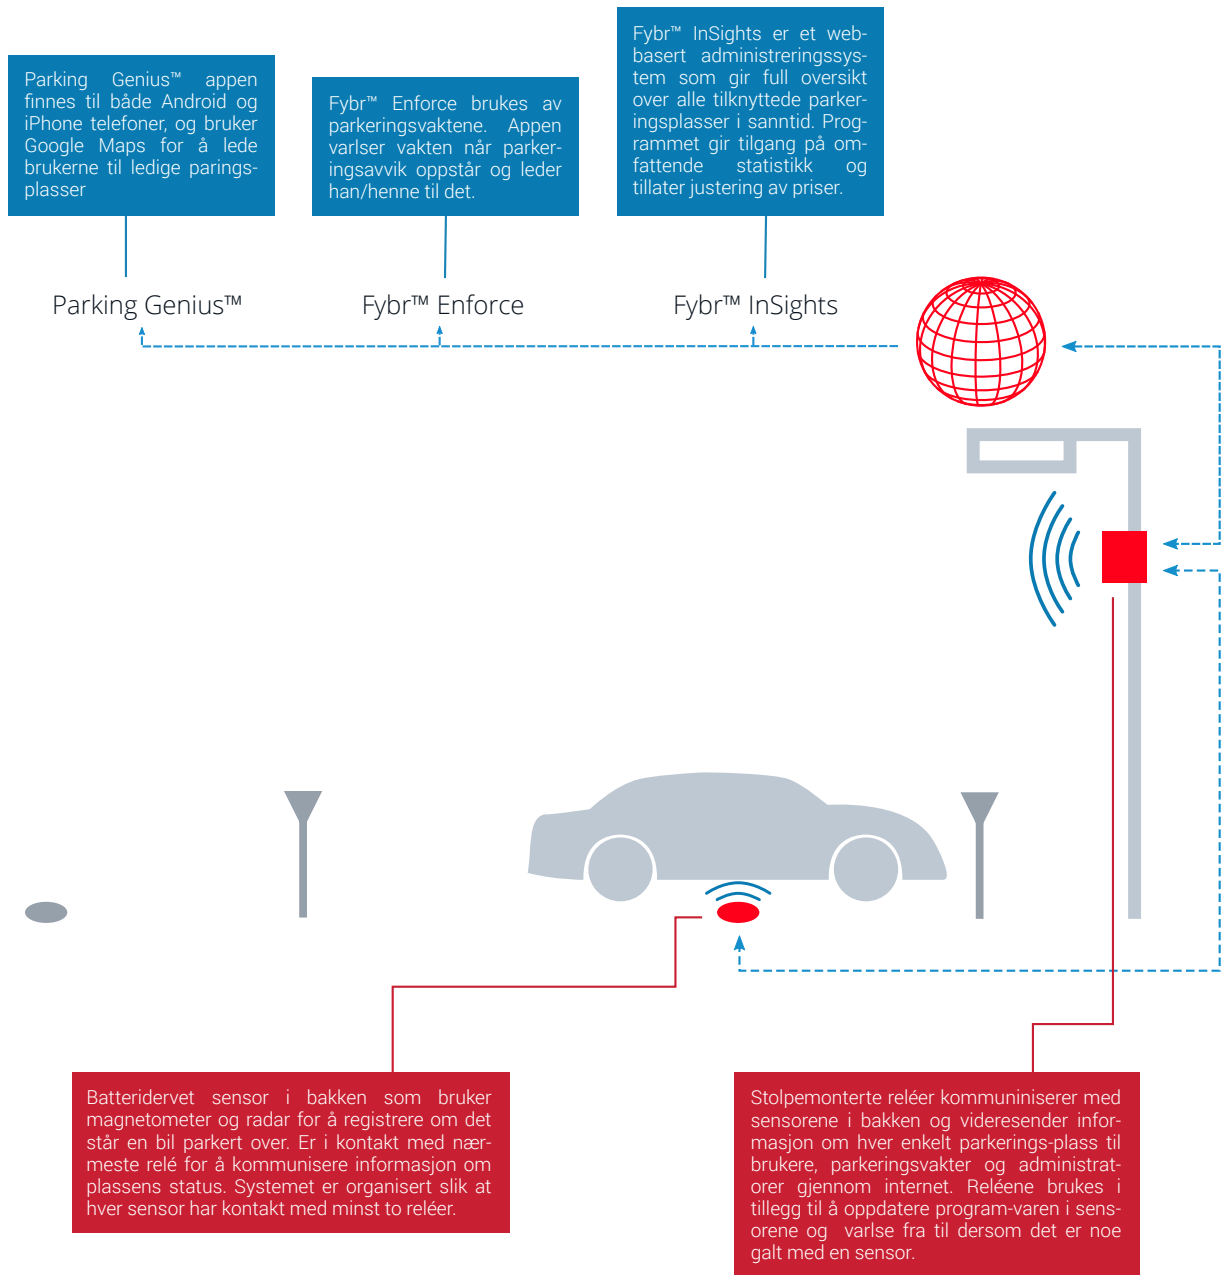 Parking Genius™ appen
finnes til både Android og
iPhone telefoner, og bruker
Google Maps for å lede
brukerne til ledige parings-
plasser
Fybr™ Enforce brukes av
parkeringsvaktene. Appen
varlser vakten når parker-
ingsavvik oppstår og leder
han/henne til det.
Fybr™ InSights er et web-
basert administreringssys-
tem som gir full oversikt
over alle tilknyttede parker-
ingsplasser i sanntid. Prog-
rammet gir tilgang på om-
fattende statistikk og
tillater justering av priser.
Parking Genius™
Fybr™ Enforce
Fybr™ InSights
Batteridervet sensor i bakken som bruker
magnetometer og radar for å registrere om det
står en bil parkert over. Er i kontakt med nær-
meste relé for å kommunisere informasjon om
plassens status. Systemet er organisert slik at
hver sensor har kontakt med minst to reléer.
Stolpemonterte reléer kommuniniserer med
sensorene i bakken og videresender infor-
masjon om hver enkelt parkerings-plass til
brukere, parkeringsvakter og administrat-
orer gjennom internet. Reléene brukes i
tillegg til å oppdatere program-varen i sens-
orene og varlse fra til dersom det er noe
galt med en sensor.